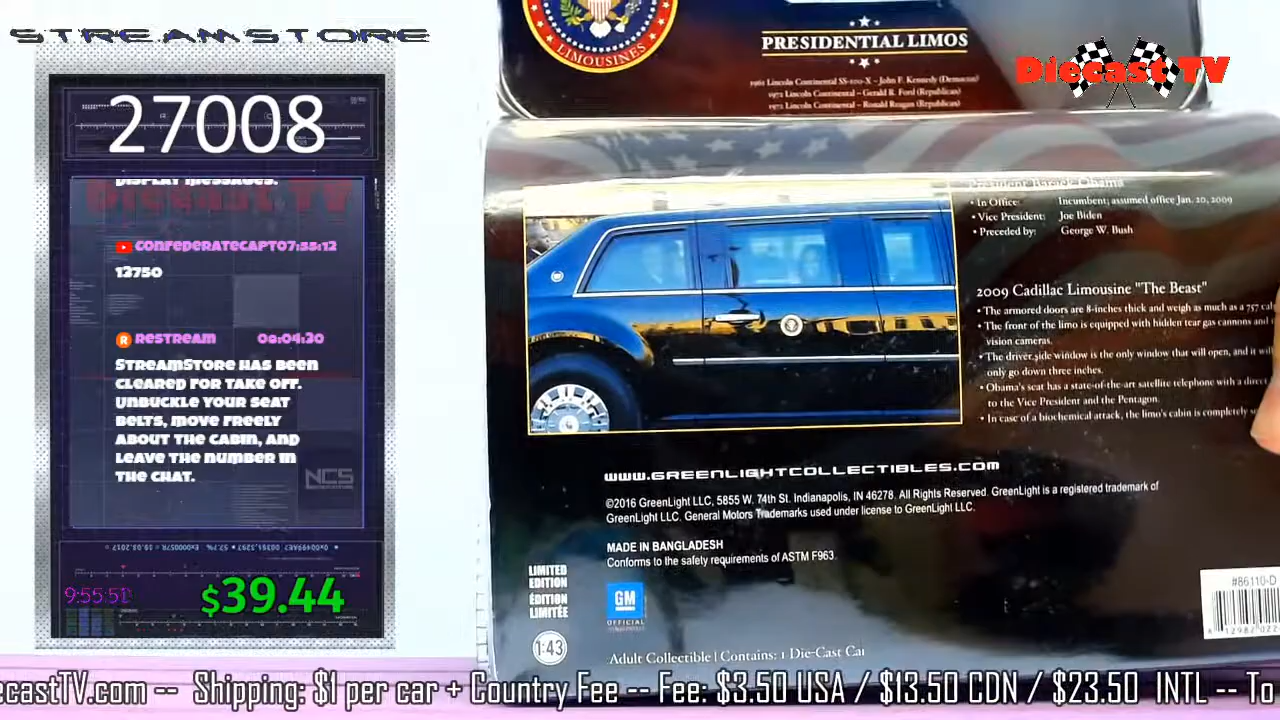 STREAMSTORE
27008
DISPLAY MESSAGES.
Diecast TV
CONFEDERATECAPT07:55:12
13750
RESTREAM 00:04:20
STREAMSTORE HAS BEEN
CLEARED FOR TAKE OFF.
UNBUCKLE YOUR SEAT
BELTS, MOVE FREELY
ABOUT THE CABIN, AND
LEAVE THE NUMBER IN
THE CHAT.
NCS
9:55:51
$39.44
LIMOUSINES
PRESIDENTIAL LIMOS
1961 Lincoln Continental SS-100-X - John F. Kennedy (Democrat)
1972 Lincoln Continental - Gerald R. Ford (Republican)
1972 Lincoln Continental - Ronald Reagan (Republican)
Diecast TV
President Barack Obama
• In Office: Incumbent; assumed office Jan. 20, 2009
• Vice President: Joe Biden
• Preceded by: George W. Bush
2009 Cadillac Limousine "The Beast"
• The armored doors are 8-inches thick and weigh as much as a 757
• The front of the limo is equipped with hidden tear gas cannons and
vision cameras.
• The driver side window is the only window that will open, and it will
only go down three inches.
• Obama's seat has a state-of-the-art satellite telephone with a direct
to the Vice President and the Pentagon.
• In case of a biochemical attack, the limo's cabin is completely
www.GREENLIGHTCOLLECTIBLES.COM
©2016 GreenLight LLC, 5855 W. 74th St. Indianapolis, IN 46278. All Rights Reserved. GreenLight is a registered trademark of
GreenLight LLC. General Motors Trademarks used under license to GreenLight LLC.
MADE IN BANGLADESH
Conforms to the safety requirements of ASTM F963.
LIMITED
EDITION
ÉDITION
LIMITÉE
GM
OFFICIAL
1:43
Adult Collectible | Contains: 1 Die-Cast Car
#86110-D
ecastTV.com -- Shipping: $1 per car + Country Fee -- Fee: $3.50 USA / $13.50 CDN / $23.50 INTL -- To